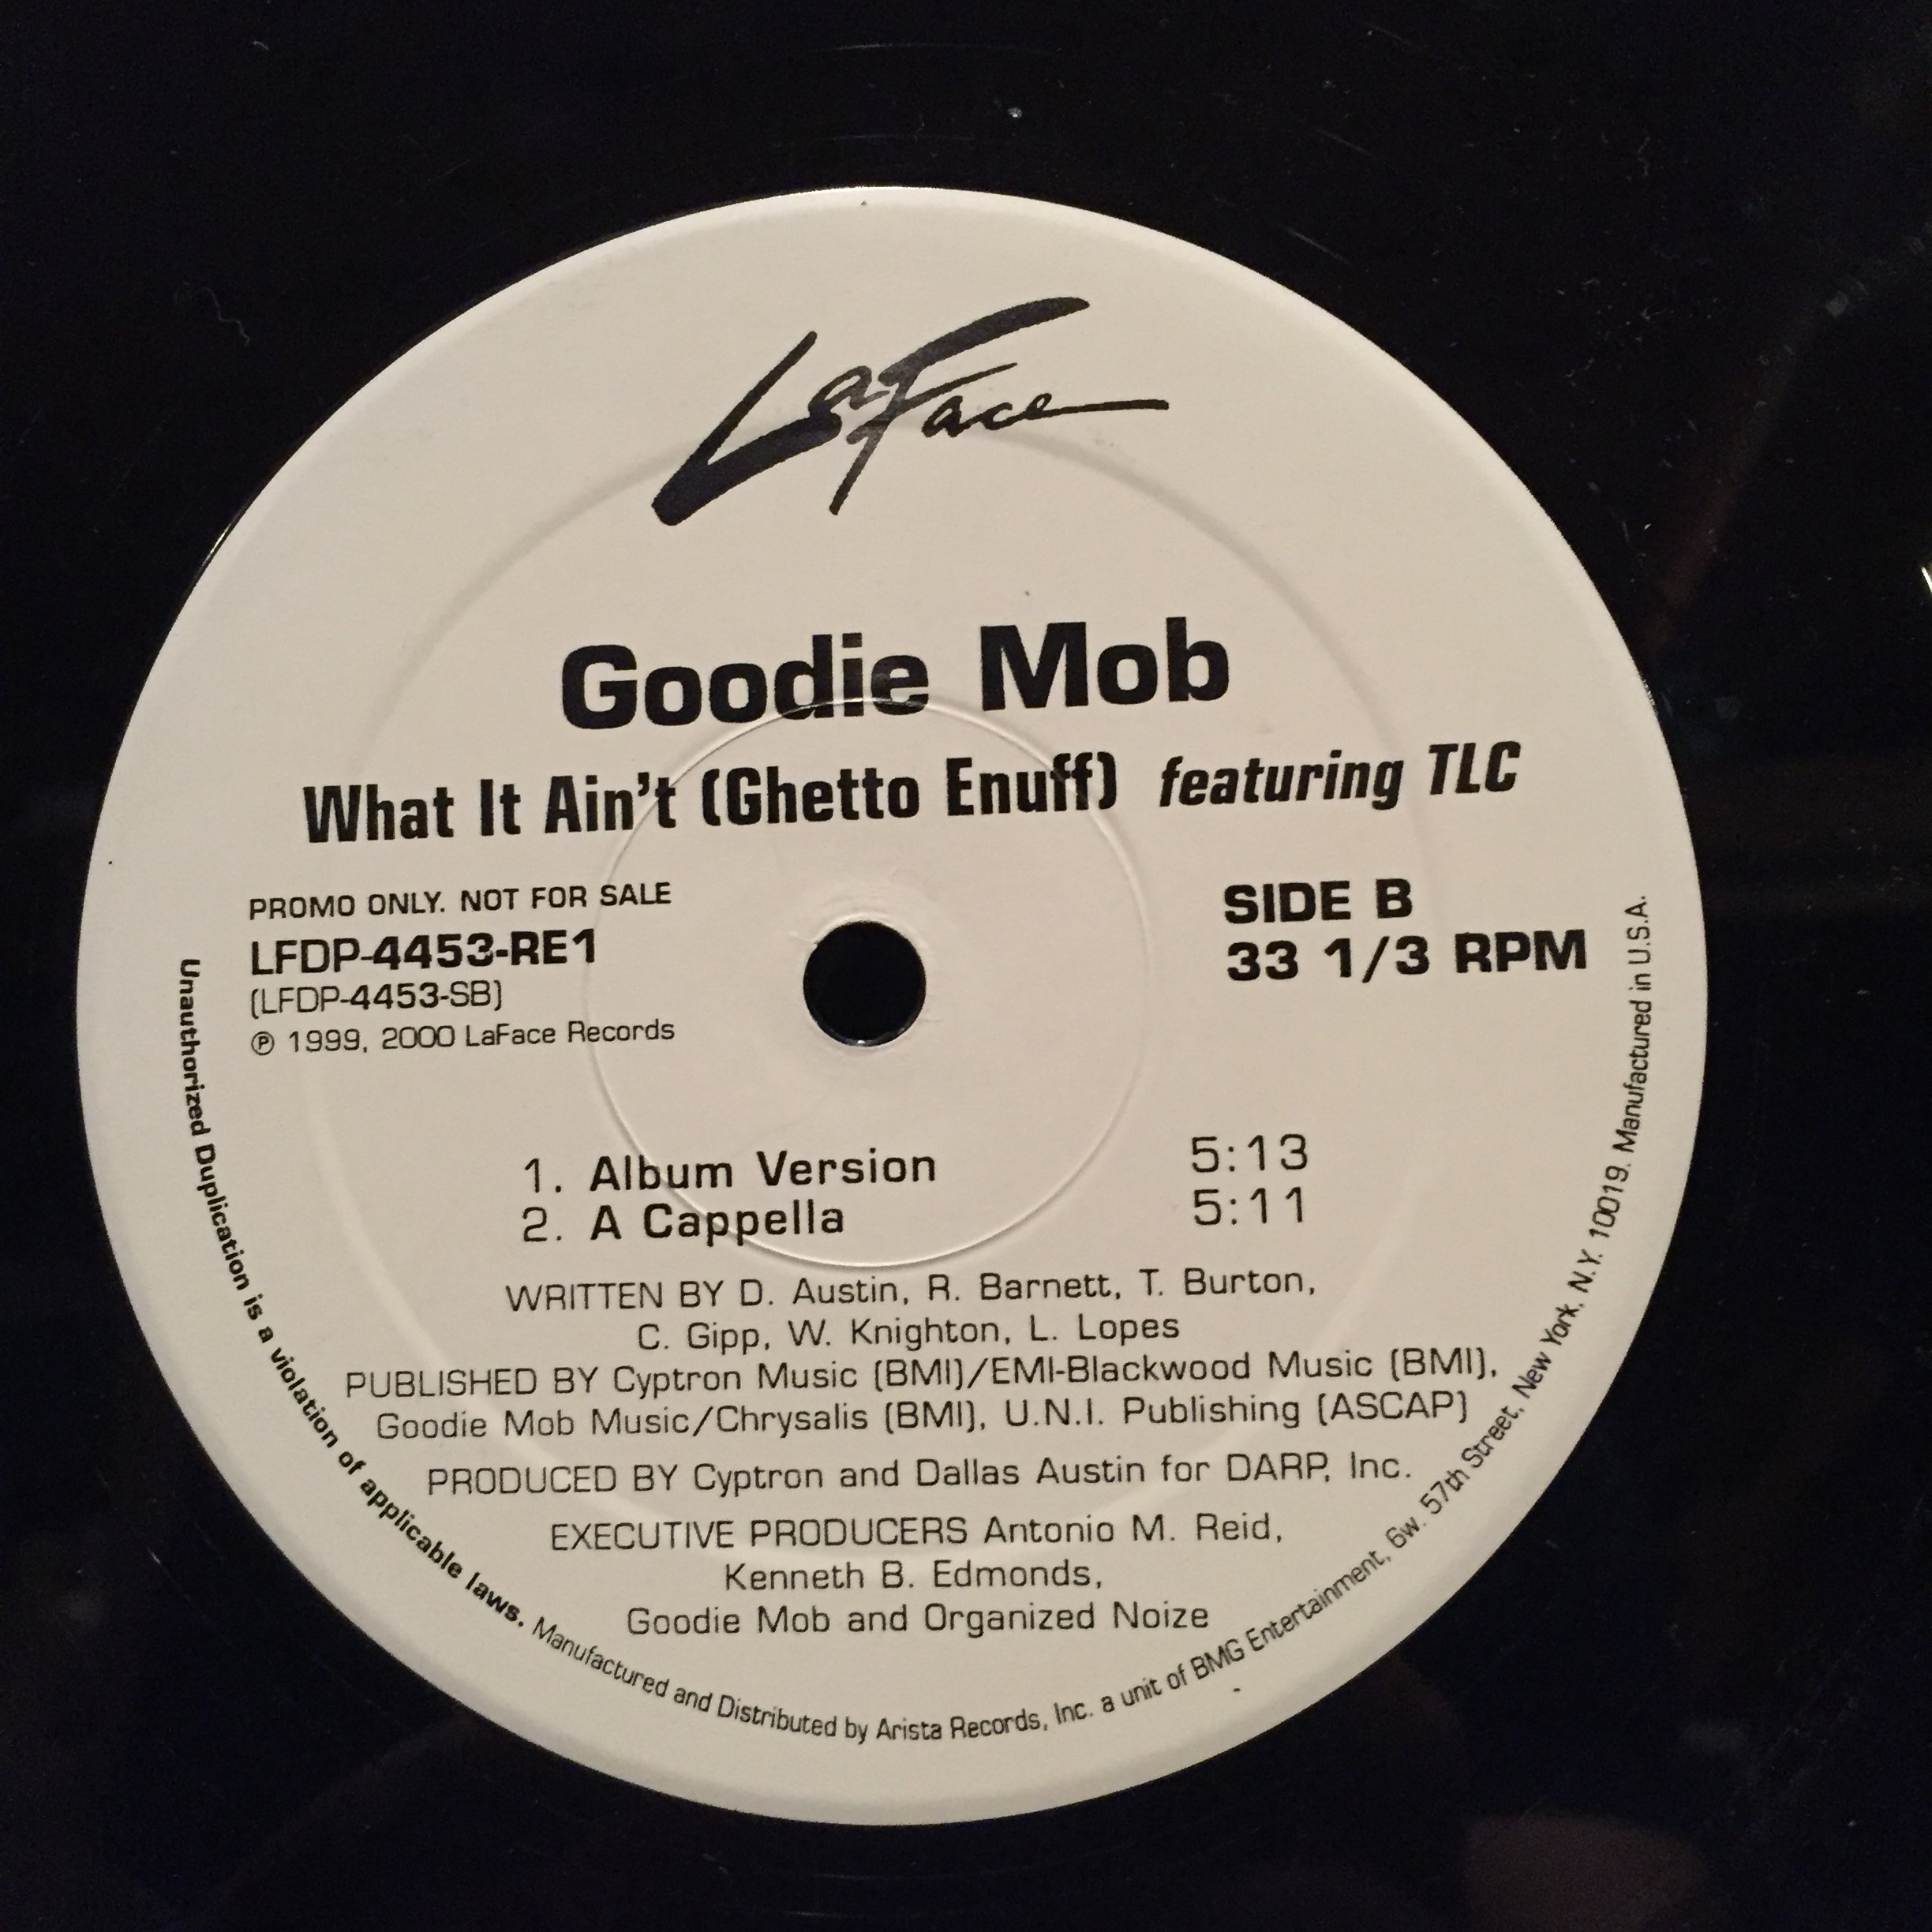 LaFace
Goodie Mob
What It Ain't (Ghetto Enuff) featuring TLC
PROMO ONLY. NOT FOR SALE
LFDP-4453-RE1
(LFDP-4453-SB)
℗ 1999, 2000 LaFace Records
SIDE B
33 1/3 RPM
1. Album Version 5:13
2. A Cappella 5:11
WRITTEN BY D. Austin, R. Barnett, T. Burton,
C. Gipp, W. Knighton, L. Lopes
PUBLISHED BY Cyptron Music (BMI)/EMI-Blackwood Music (BMI),
Goodie Mob Music/Chrysalis (BMI), U.N.I. Publishing (ASCAP)
PRODUCED BY Cyptron and Dallas Austin for DARP, Inc.
EXECUTIVE PRODUCERS Antonio M. Reid,
Kenneth B. Edmonds,
Goodie Mob and Organized Noize
Unauthorized Duplication is a violation of applicable laws. Manufactured and Distributed by Arista Records, Inc. a unit of BMG Entertainment, 6w. 57th Street, New York, N.Y. 10019. Manufactured in U.S.A.